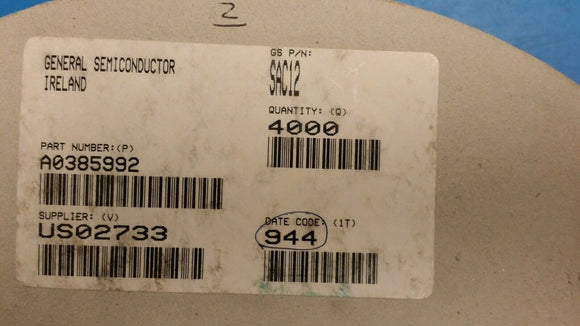 2
GENERAL SEMICONDUCTOR
IRELAND
GS P/N:
SAC12
QUANTITY: (Q)
4000
PART NUMBER:(P)
A0385992
SUPPLIER: (V)
US02733
DATE CODE: (1T)
944